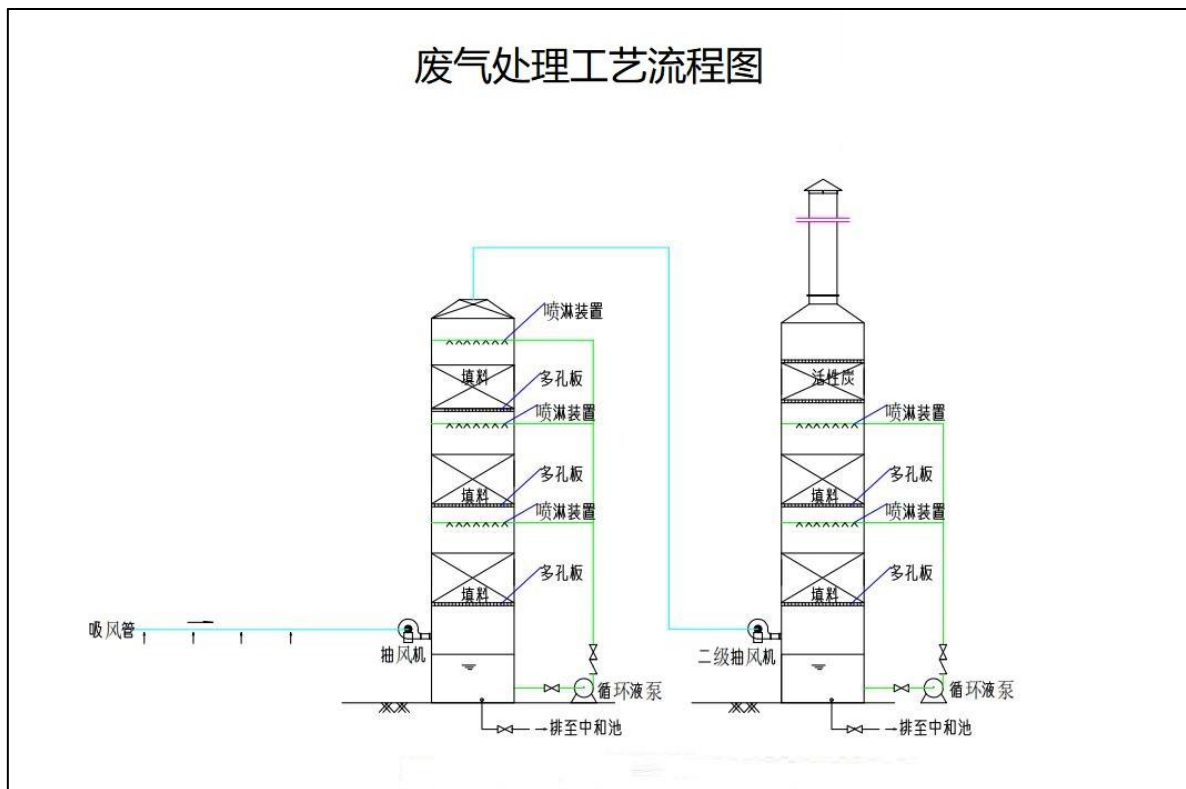 废气处理工艺流程图
喷淋装置
填料
多孔板
活性炭
喷淋装置
喷淋装置
填料
多孔板
填料
多孔板
喷淋装置
喷淋装置
填料
多孔板
填料
多孔板
吸风管
抽风机
二级抽风机
循环液泵
循环液泵
排至中和池
排至中和池